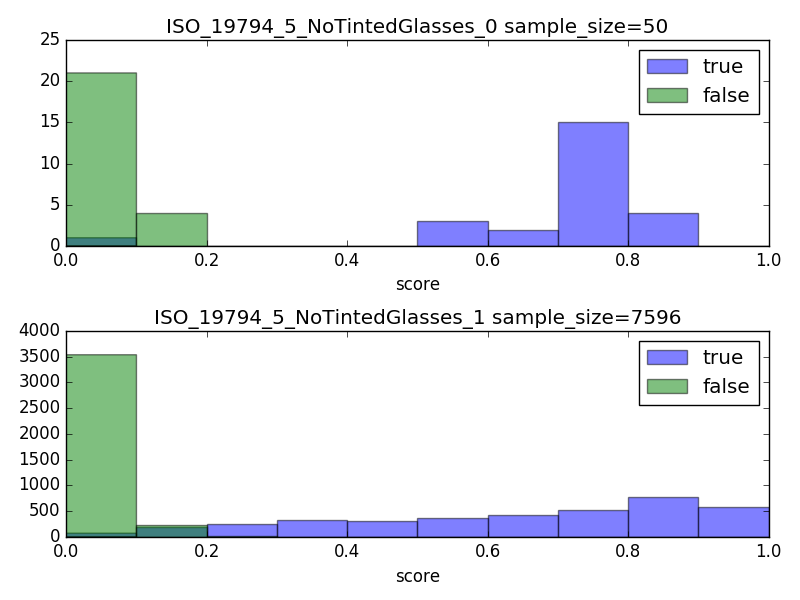 ISO_19794_5_NoTintedGlasses_0 sample_size=50
25
20
15
10
5
0
true
false
0.0 0.2 0.4 0.6 0.8 1.0
score
ISO_19794_5_NoTintedGlasses_1 sample_size=7596
4000
3500
3000
2500
2000
1500
1000
500
0
true
false
0.0 0.2 0.4 0.6 0.8 1.0
score